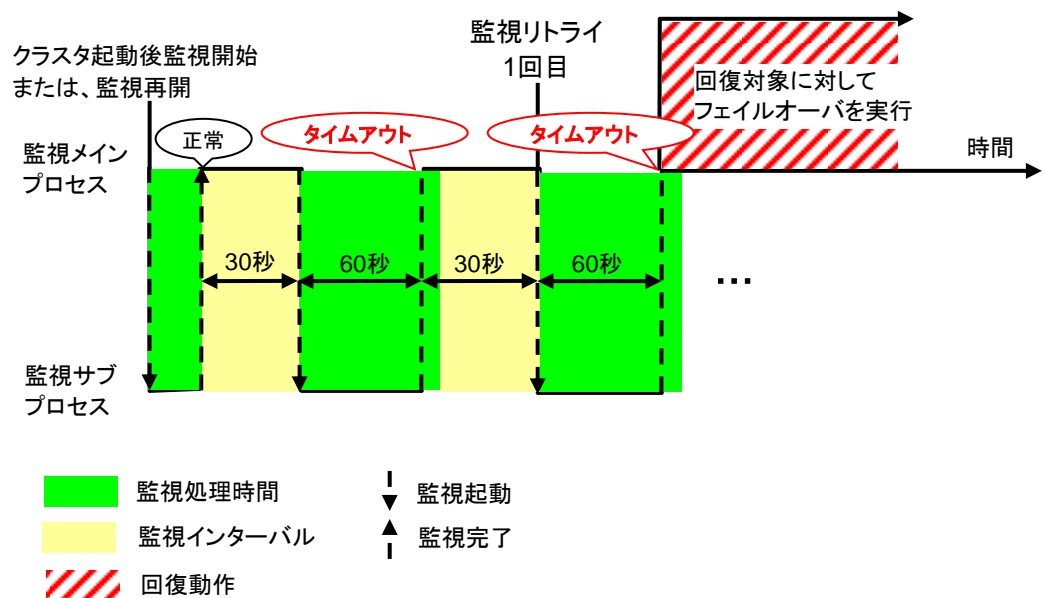 クラスタ起動後監視開始
または、監視再開
監視リトライ
1回目
回復対象に対して
フェイルオーバを実行
正常
タイムアウト
タイムアウト
時間
監視メイン
プロセス
30秒
60秒
30秒
60秒
...
監視サブ
プロセス
監視処理時間
監視起動
監視インターバル
監視完了
回復動作